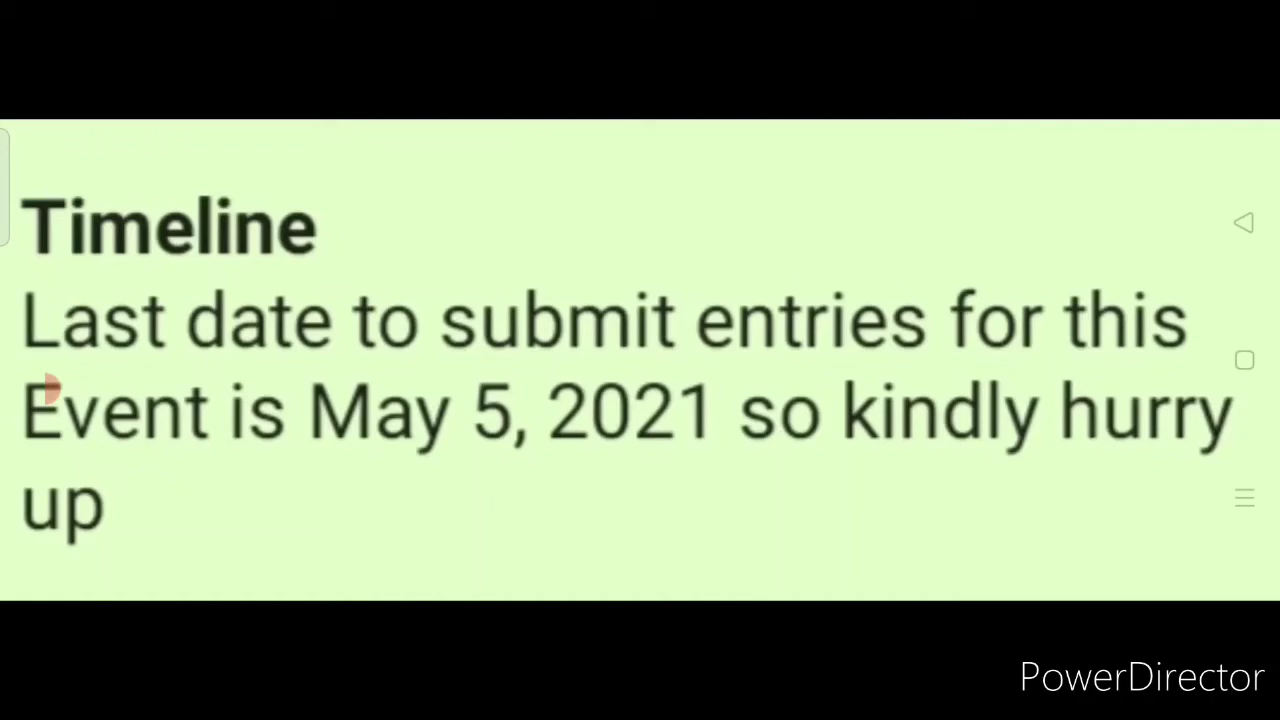 Timeline
Last date to submit entries for this
Event is May 5, 2021 so kindly hurry
up
PowerDirector